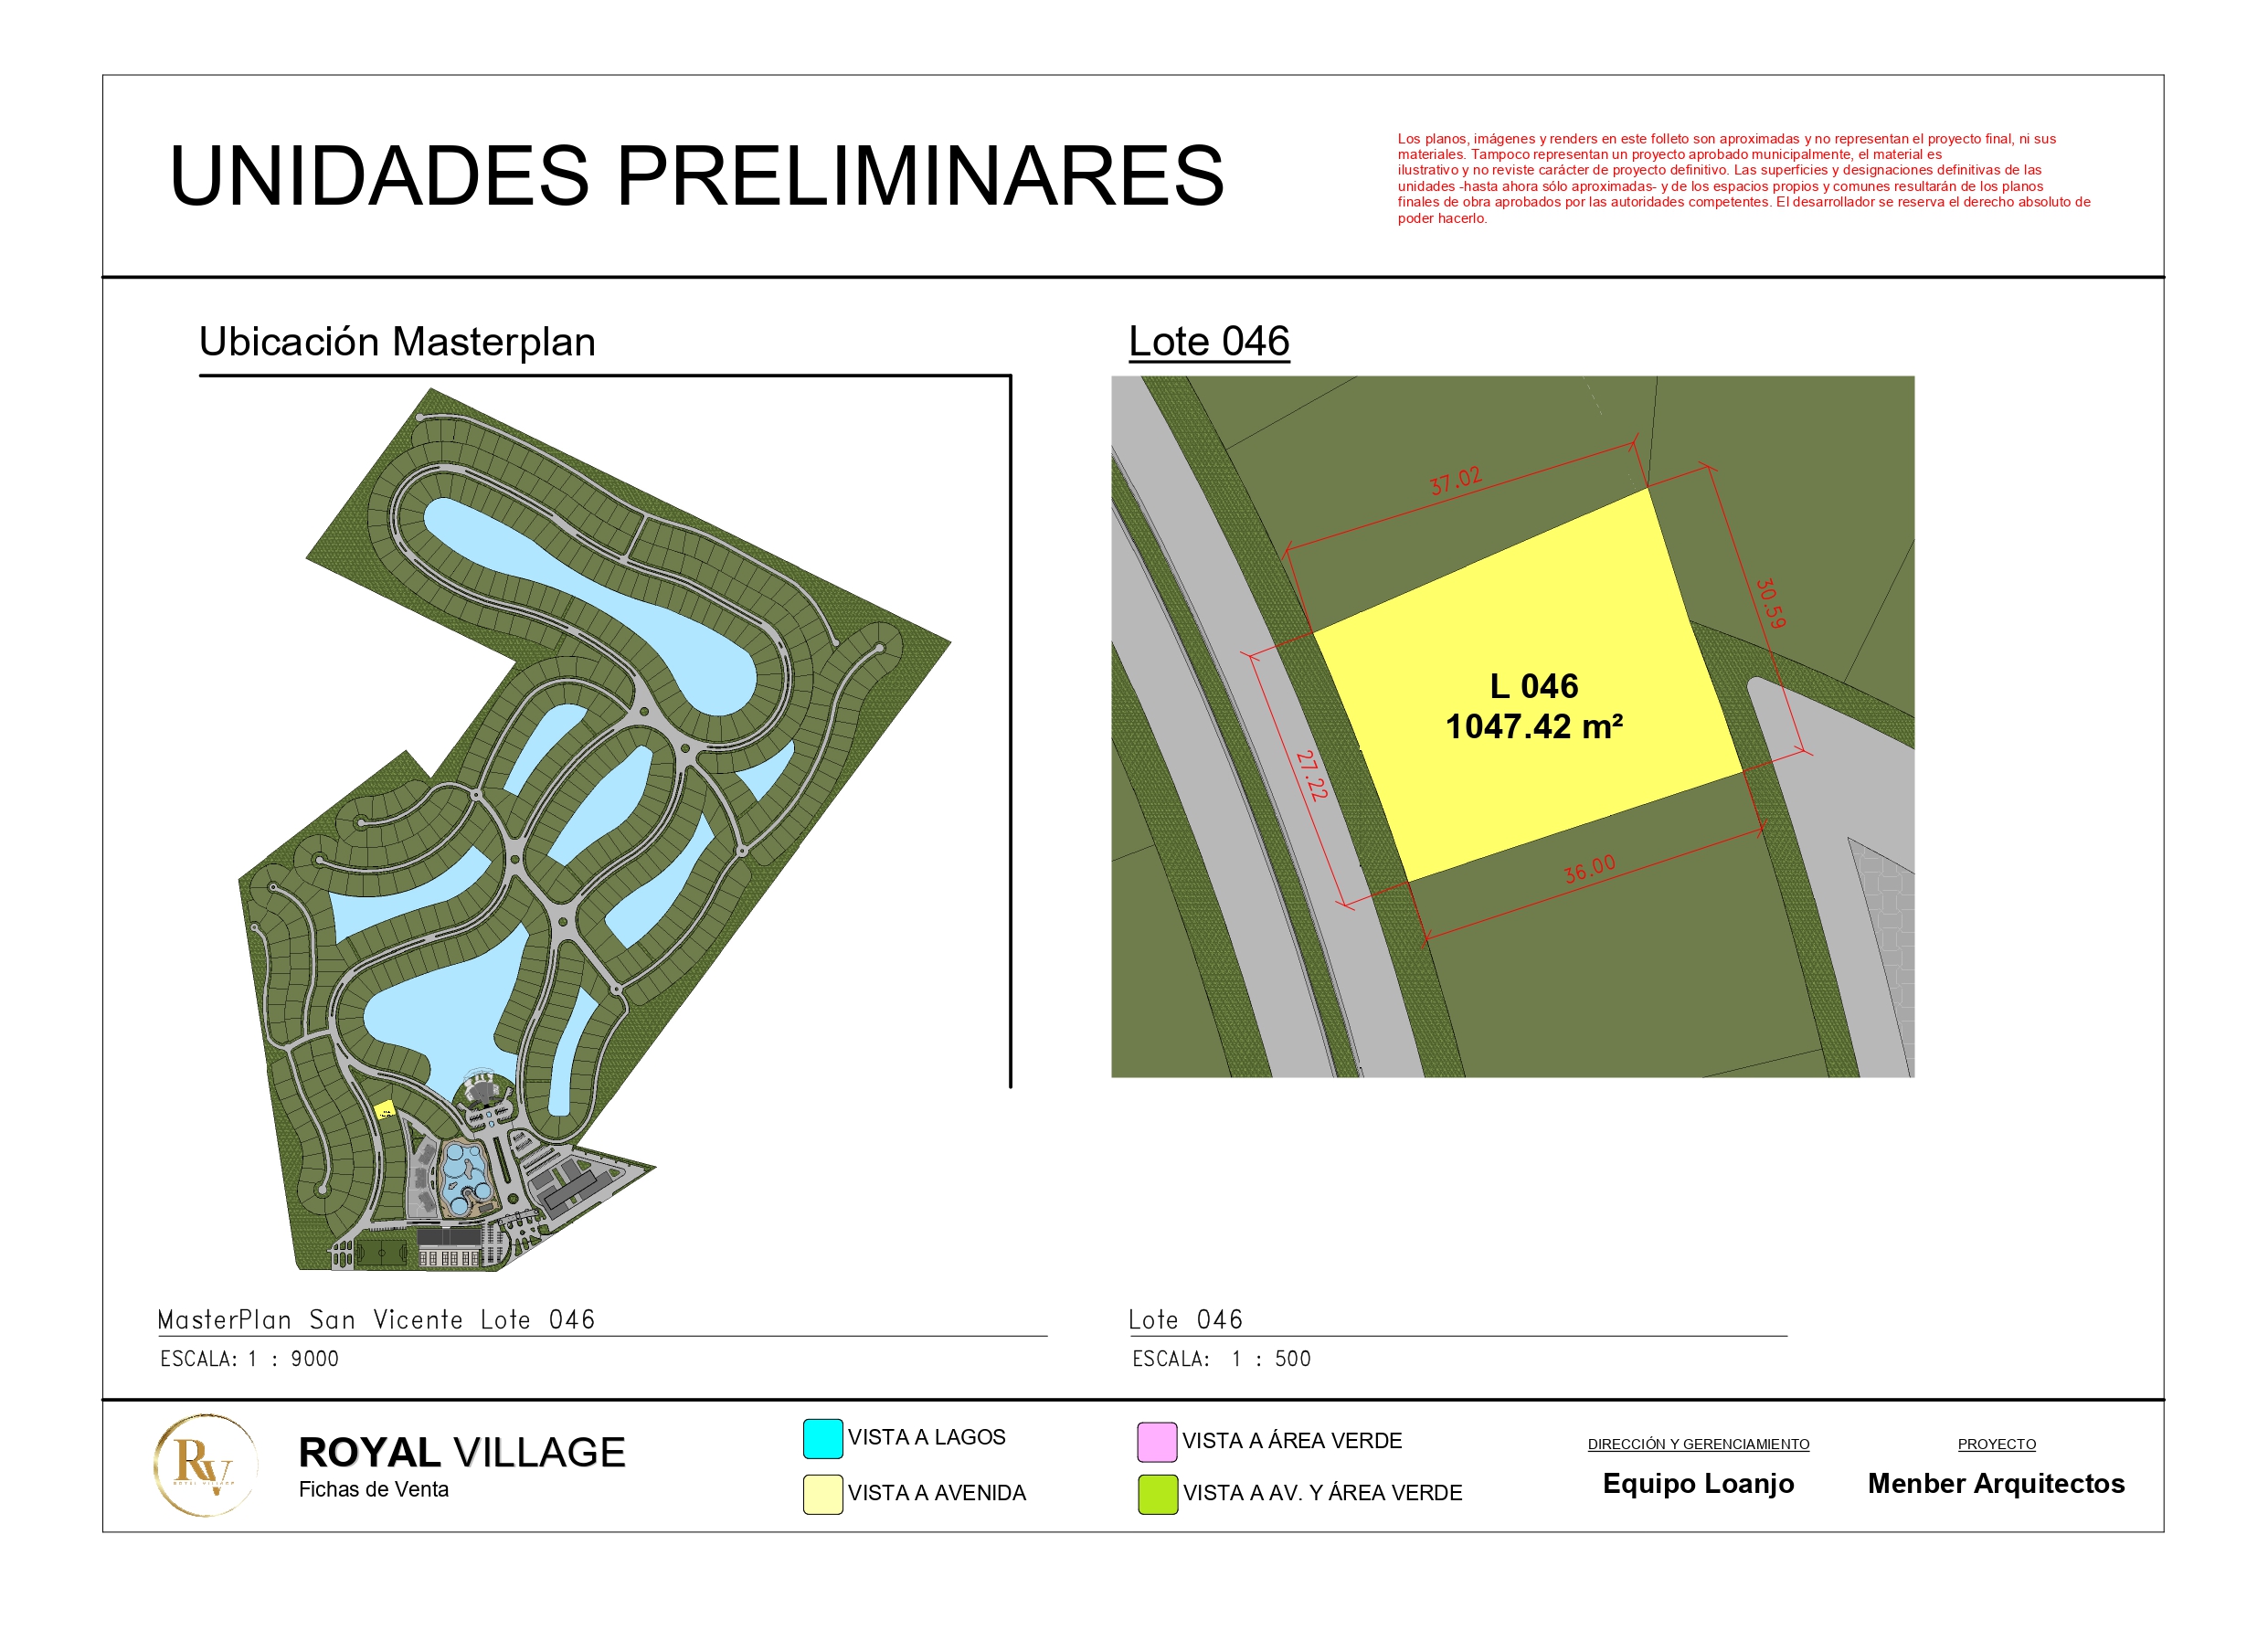 UNIDADES PRELIMINARES
Los planos, imágenes y renders en este folleto son aproximadas y no representan el proyecto final, ni sus
materiales. Tampoco representan un proyecto aprobado municipalmente, el material es
ilustrativo y no reviste carácter de proyecto definitivo. Las superficies y designaciones definitivas de las
unidades -hasta ahora sólo aproximadas- y de los espacios propios y comunes resultarán de los planos
finales de obra aprobados por las autoridades competentes. El desarrollador se reserva el derecho absoluto de
poder hacerlo.
Ubicación Masterplan
Lote 046
37.02
30.59
L 046
1047.42 m²
27.22
36.00
MasterPlan San Vicente Lote 046
ESCALA: 1 : 9000
Lote 046
ESCALA: 1 : 500
RV
ROYAL VILLAGE
ROYAL VILLAGE
Fichas de Venta
VISTA A LAGOS
VISTA A AVENIDA
VISTA A ÁREA VERDE
VISTA A AV. Y ÁREA VERDE
DIRECCIÓN Y GERENCIAMIENTO
Equipo Loanjo
PROYECTO
Menber Arquitectos